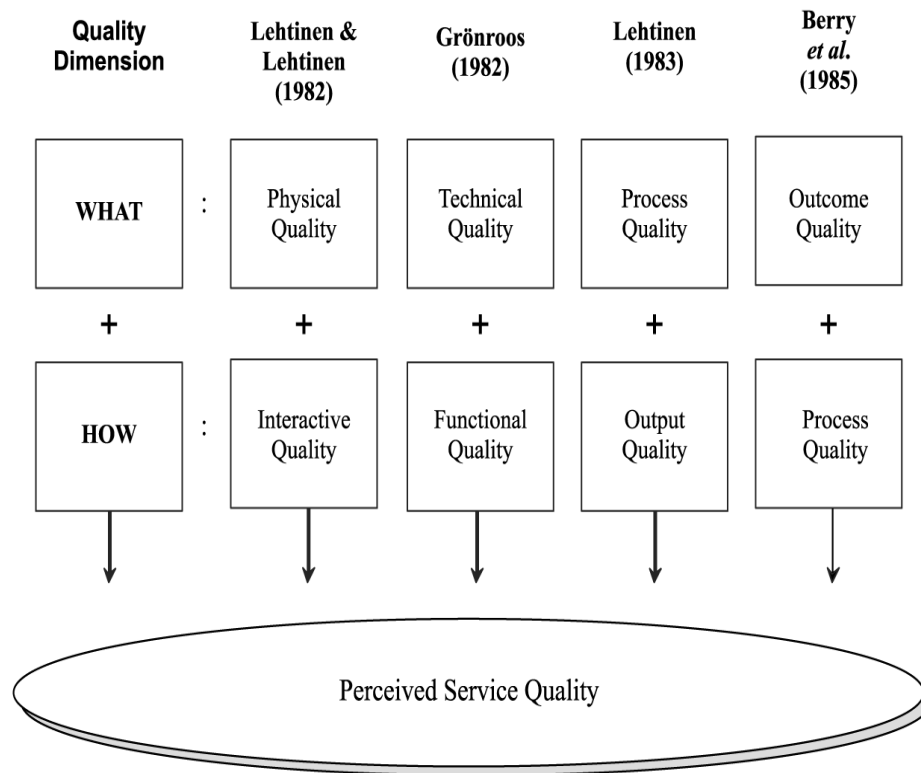 Quality
Dimension
Lehtinen &
Lehtinen
(1982)
Grönroos
(1982)
Lehtinen
(1983)
Berry
et al.
(1985)
WHAT
:
Physical
Quality
Technical
Quality
Process
Quality
Outcome
Quality
+
+
+
+
+
HOW
:
Interactive
Quality
Functional
Quality
Output
Quality
Process
Quality
Perceived Service Quality